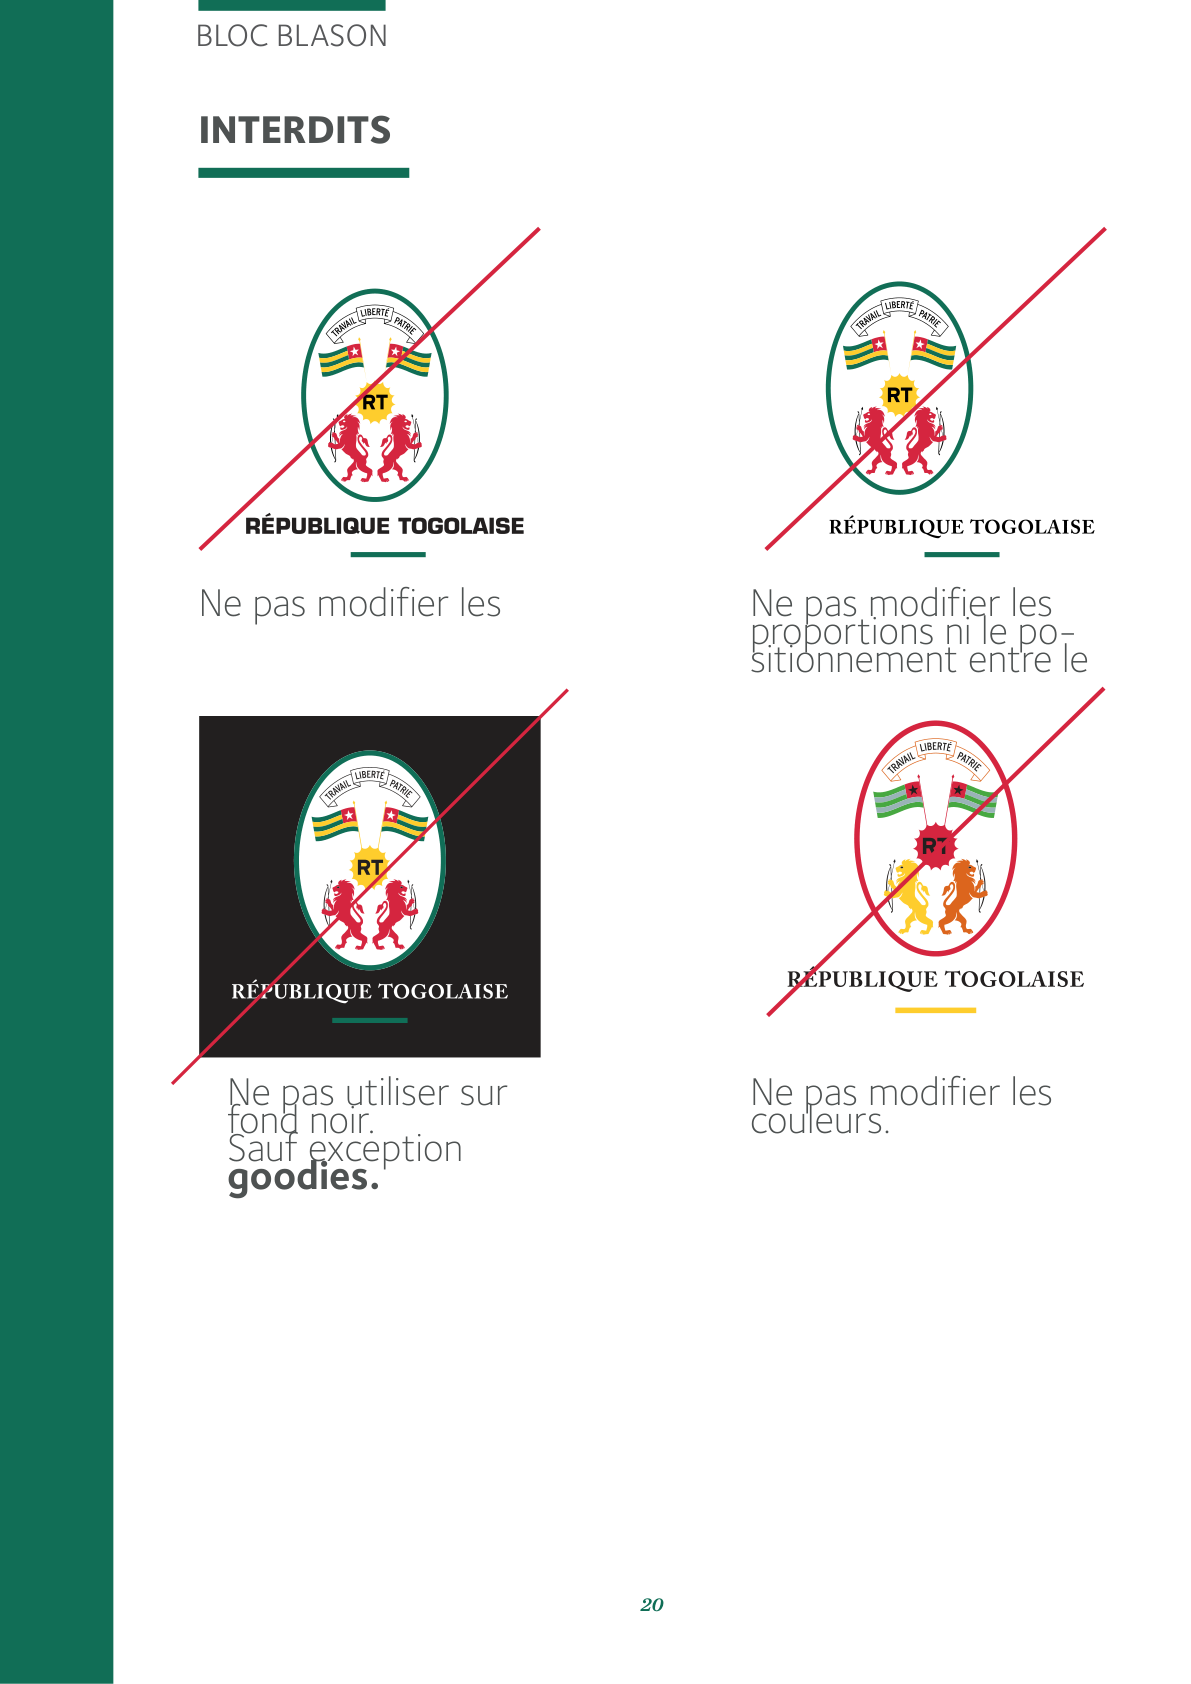 BLOC BLASON
INTERDITS
TRAVAIL LIBERTÉ PATRIE
RT
RÉPUBLIQUE TOGOLAISE
Ne pas modifier les
TRAVAIL LIBERTÉ PATRIE
RT
RÉPUBLIQUE TOGOLAISE
Ne pas modifier les
proportions ni le po-
sitionnement entre le
TRAVAIL LIBERTÉ PATRIE
RT
RÉPUBLIQUE TOGOLAISE
Ne pas utiliser sur
fond noir.
Sauf exception
goodies.
TRAVAIL LIBERTÉ PATRIE
RT
RÉPUBLIQUE TOGOLAISE
Ne pas modifier les
couleurs.
20